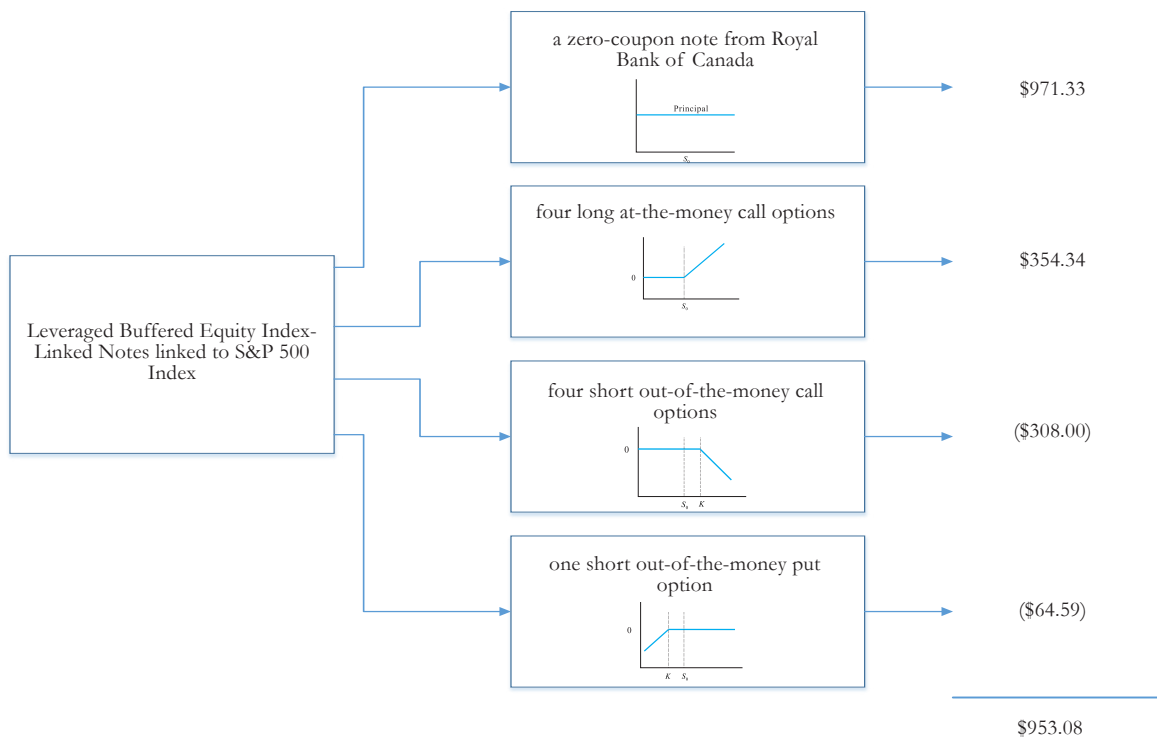 Leveraged Buffered Equity Index-
Linked Notes linked to S&P 500
Index
a zero-coupon note from Royal
Bank of Canada
Principal
S₀
$971.33
four long at-the-money call options
0
S₀
$354.34
four short out-of-the-money call
options
0
S₀ K
($308.00)
one short out-of-the-money put
option
0
K S₀
($64.59)
$953.08